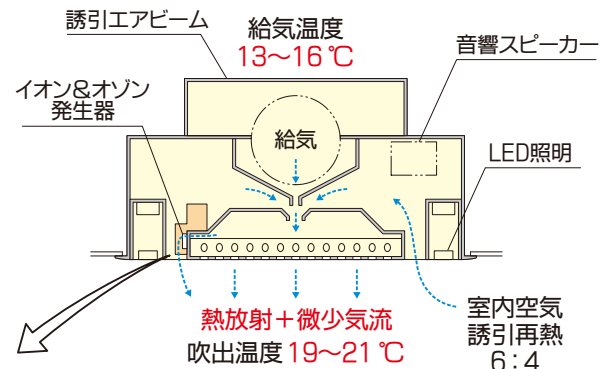 誘引エアビーム
給気温度
13～16℃
音響スピーカー
イオン&オゾン
発生器
給気
LED照明
熱放射＋微少気流
吹出温度 19～21℃
室内空気
誘引再熱
6：4